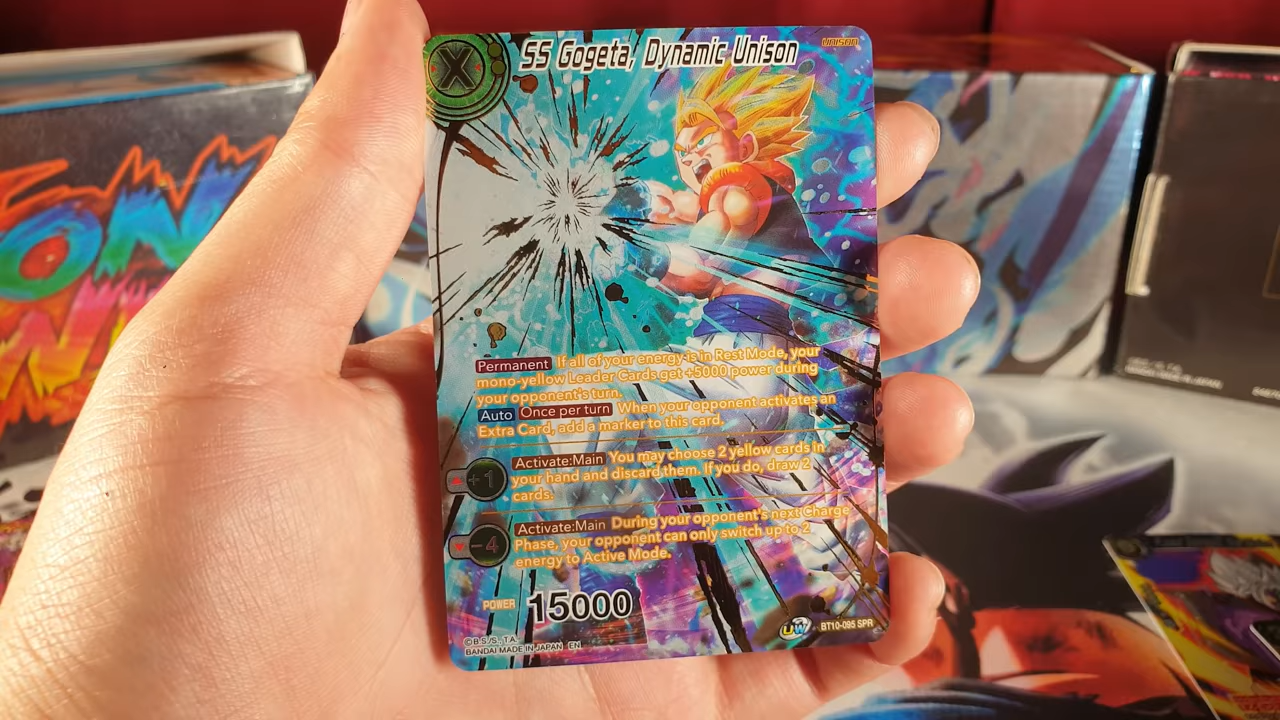 X
SS Gogeta, Dynamic Unison
UNISON
Permanent If all of your energy is in Rest Mode, your
mono-yellow Leader Cards get +5000 power during
your opponent's turn.
Auto Once per turn When your opponent activates an
Extra Card, add a marker to this card.
+1 Activate:Main You may choose 2 yellow cards in
your hand and discard them. If you do, draw 2
cards.
-4 Activate:Main During your opponent's next Charge
Phase, your opponent can only switch up to 2
energy to Active Mode.
POWER 15000
UW BT10-095 SPR
©B.S./S., T.A.
BANDAI MADE IN JAPAN EN